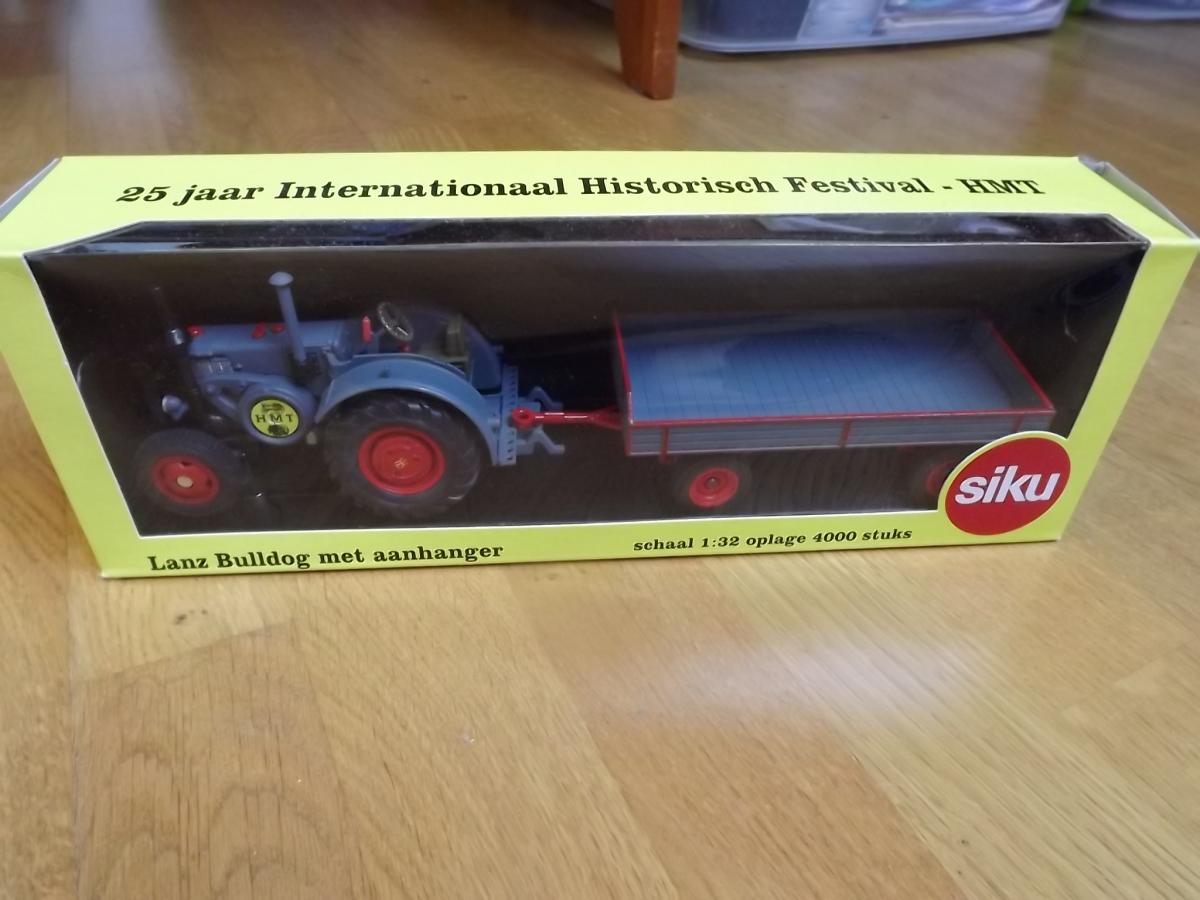 25 jaar Internationaal Historisch Festival - HMT
HMT
siku
Lanz Bulldog met aanhanger
schaal 1:32 oplage 4000 stuks